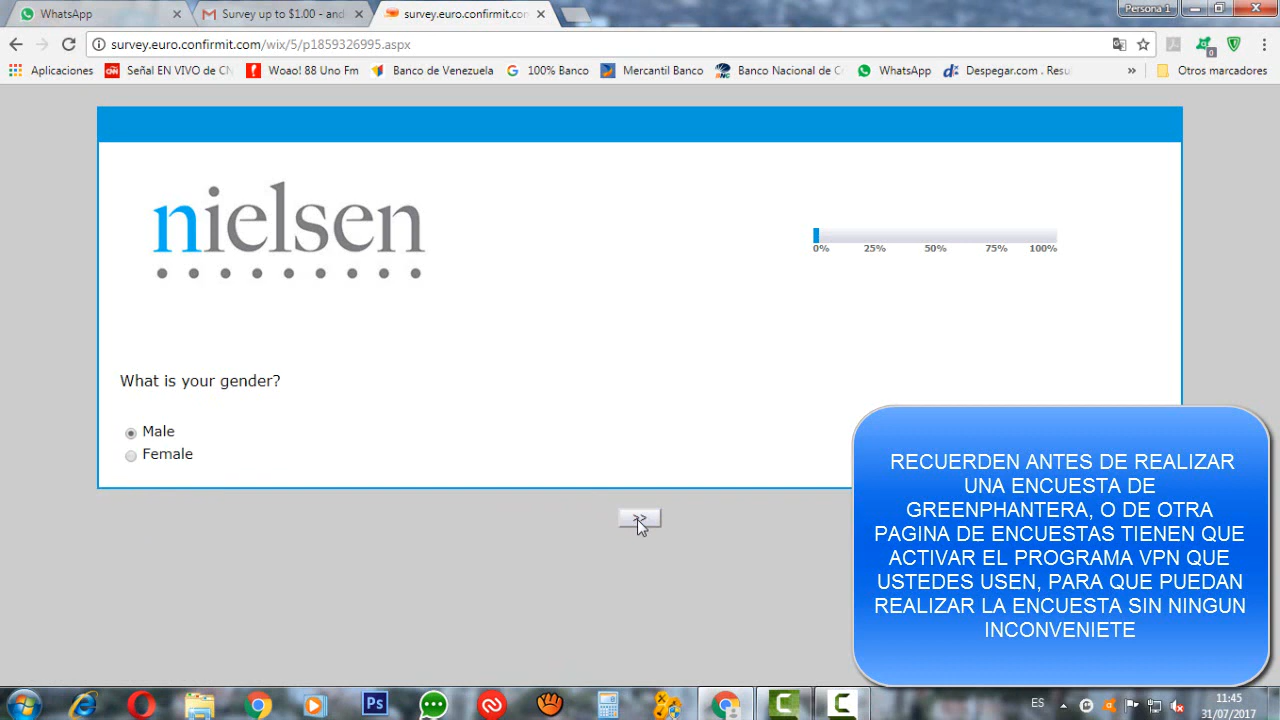 WhatsApp
Survey up to $1.00 - and
survey.euro.confirmit.con
Persona 1
survey.euro.confirmit.com/wix/5/p1859326995.aspx
0
Aplicaciones
CNN
Señal EN VIVO de CN
Woao! 88 Uno Fm
Banco de Venezuela
100% Banco
Mercantil Banco
BNC
Banco Nacional de C
WhatsApp
Despegar.com . Resu
»
Otros marcadores
nielsen
0%
25%
50%
75%
100%
What is your gender?
Male
Female
>>
RECUERDEN ANTES DE REALIZAR
UNA ENCUESTA DE
GREENPHANTERA, O DE OTRA
PAGINA DE ENCUESTAS TIENEN QUE
ACTIVAR EL PROGRAMA VPN QUE
USTEDES USEN, PARA QUE PUEDAN
REALIZAR LA ENCUESTA SIN NINGUN
INCONVENIETE
Ps
ES
11:45
31/07/2017